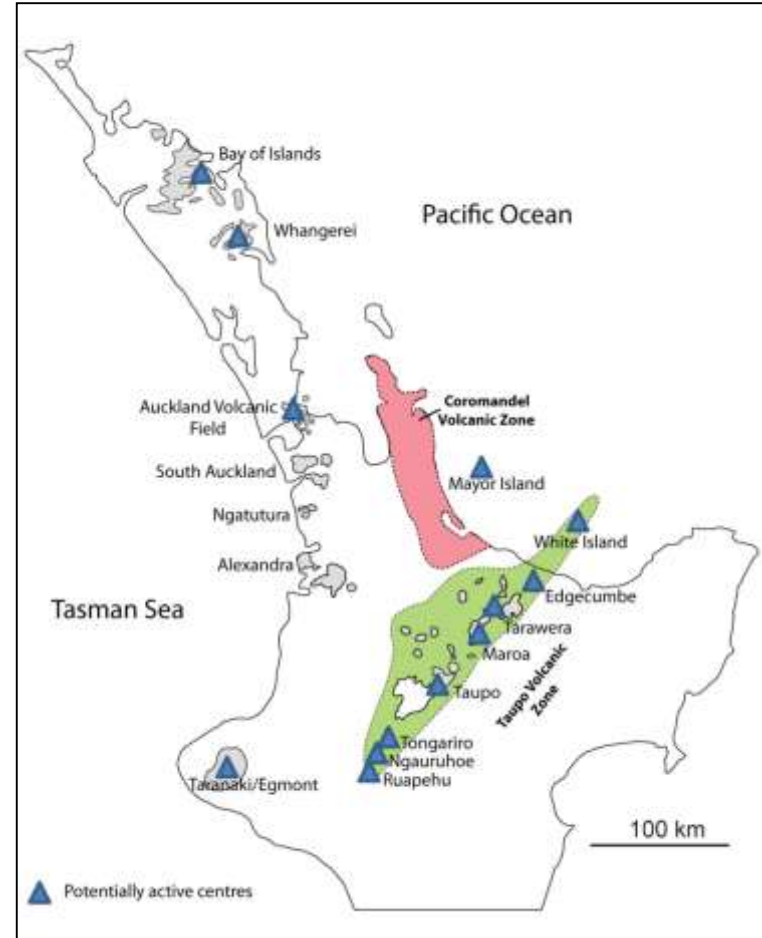 Bay of Islands
Pacific Ocean
Whangerei
Coromandel
Volcanic Zone
Auckland Volcanic
Field
South Auckland
Mayor Island
Ngatutura
White Island
Alexandra
Edgecumbe
Tasman Sea
Tarawera
Maroa
Taupo Volcanic
Zone
Taupo
Tongariro
Ngauruhoe
Ruapehu
Taranaki/Egmont
100 km
Potentially active centres